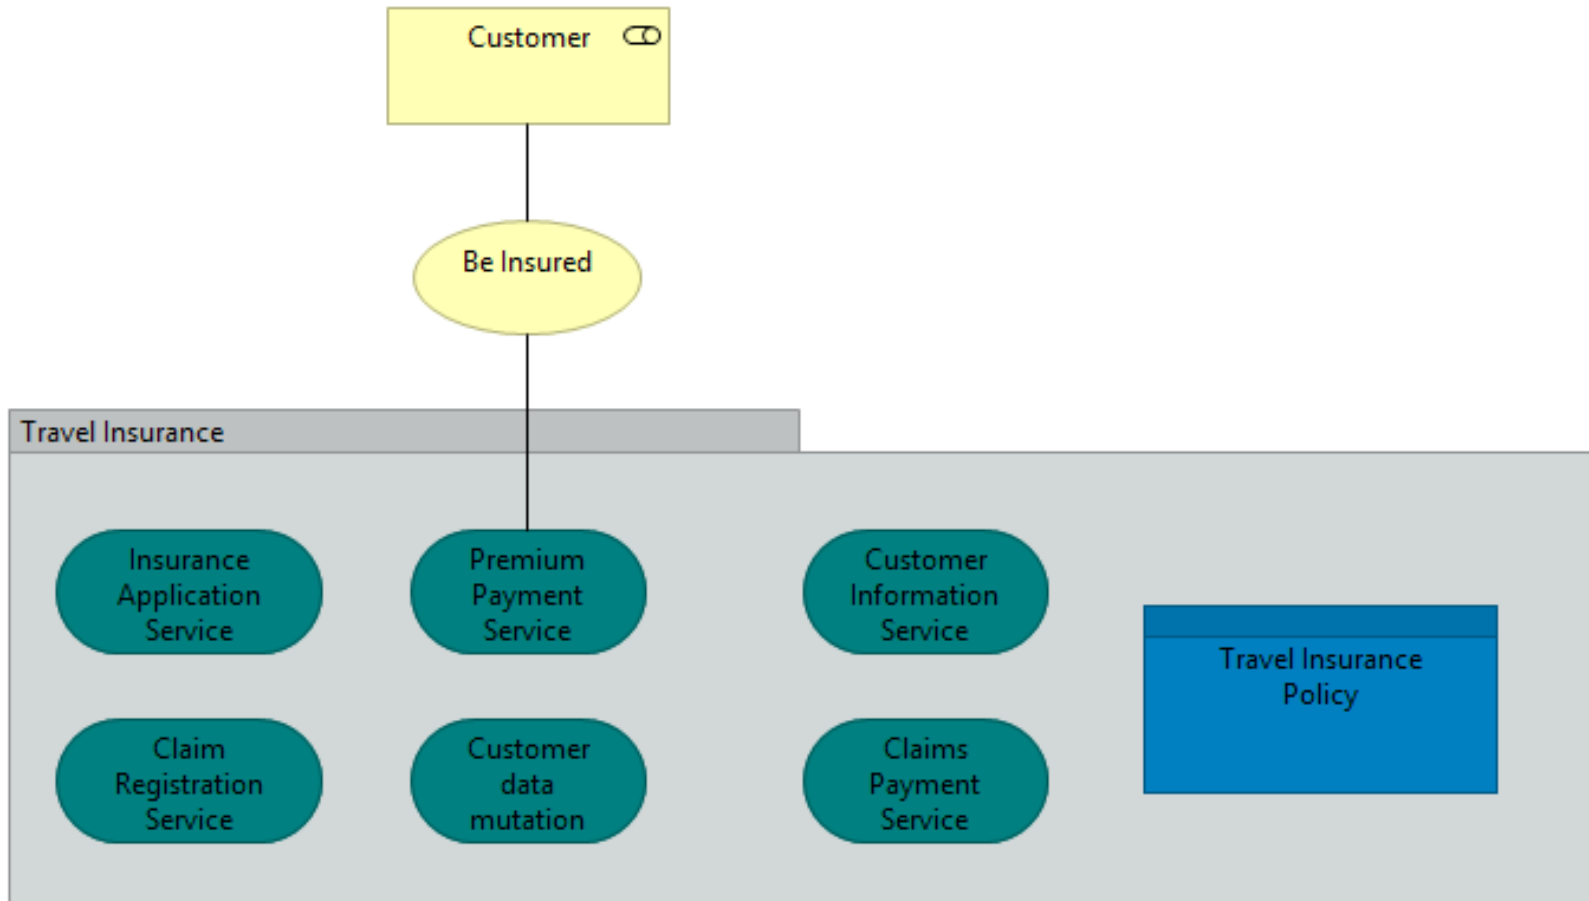 Customer
Be Insured
Travel Insurance
Insurance
Application
Service
Premium
Payment
Service
Customer
Information
Service
Travel Insurance
Policy
Claim
Registration
Service
Customer
data
mutation
Claims
Payment
Service